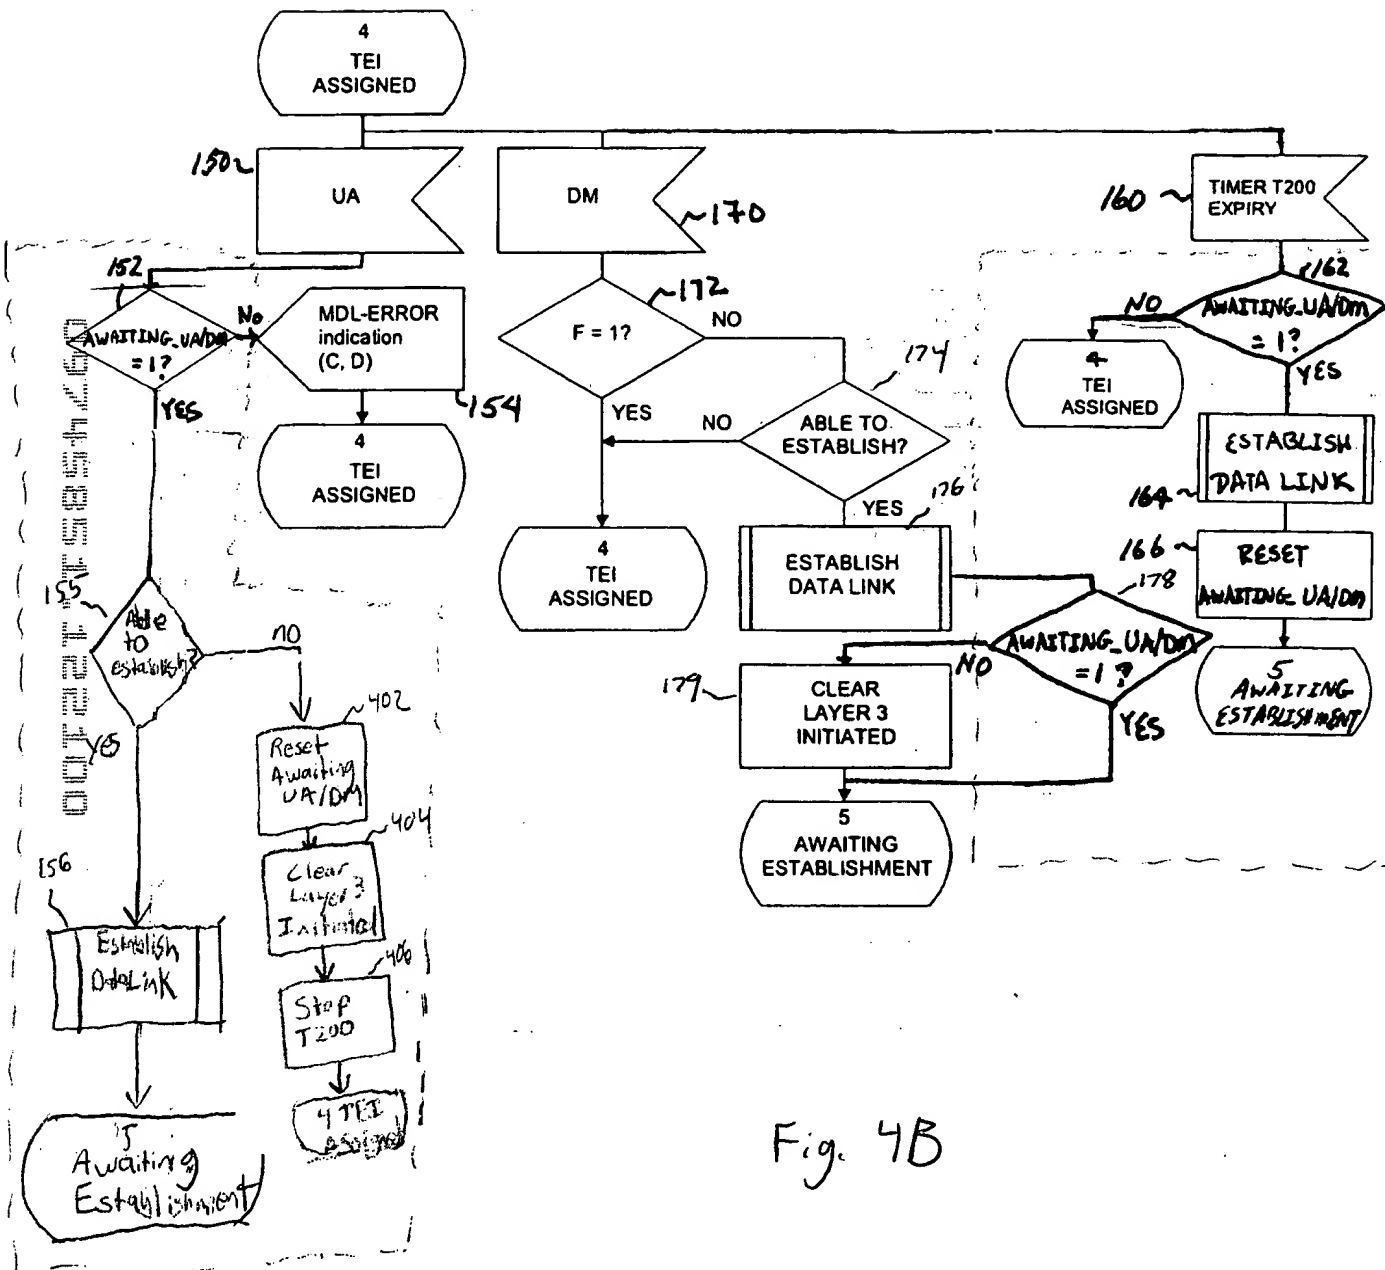 4
TEI
ASSIGNED
150
UA
DM
170
160
TIMER T200
EXPIRY
152
AWAITING_UA/DM
= 1?
NO
YES
MDL-ERROR
indication
(C, D)
154
4
TEI
ASSIGNED
172
F = 1?
NO
YES
174
ABLE TO
ESTABLISH?
NO
YES
4
TEI
ASSIGNED
176
ESTABLISH
DATA LINK
162
AWAITING_UA/DM
= 1?
NO
YES
4
TEI
ASSIGNED
164
ESTABLISH
DATA LINK
166
RESET
AWAITING_UA/DM
178
AWAITING_UA/DM
= 1?
NO
YES
5
AWAITING
ESTABLISHMENT
179
CLEAR
LAYER 3
INITIATED
5
AWAITING
ESTABLISHMENT
09745851.122100
155
Able
to
establish?
no
yes
402
Reset
Awaiting
UA/DM
404
Clear
Layer 3
Initiated
406
Stop
T200
4 TEI
assigned
156
Establish
DataLink
5
Awaiting
Establishment
Fig. 4B